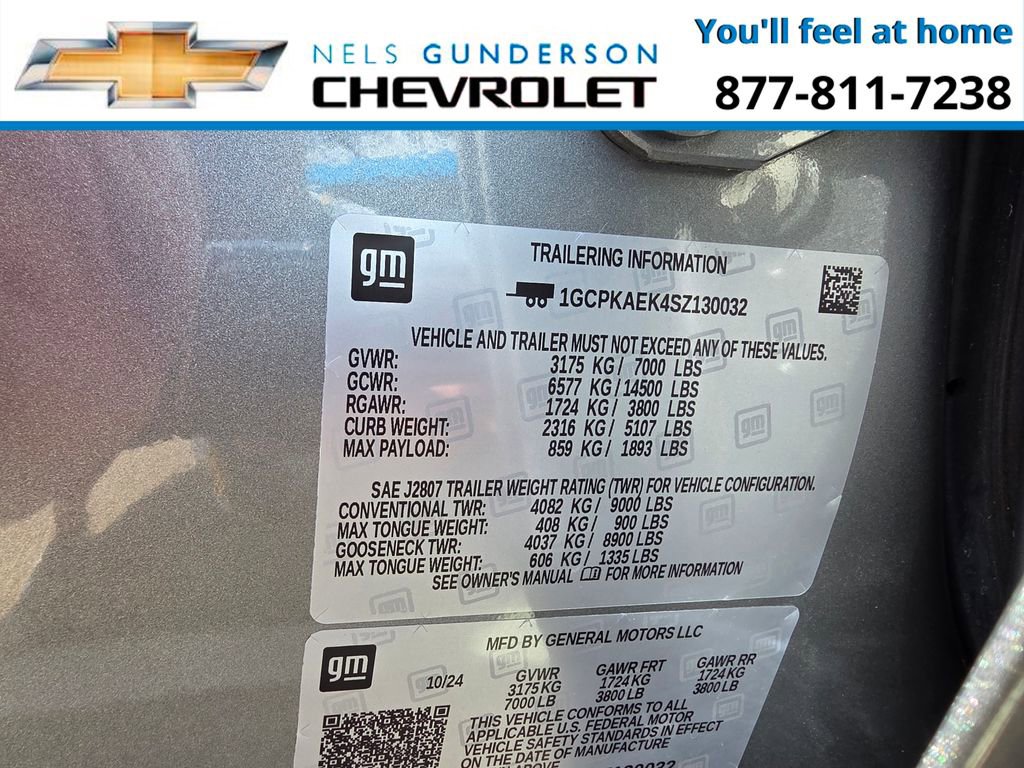 You'll feel at home
NELS GUNDERSON
CHEVROLET
877-811-7238
gm
TRAILERING INFORMATION
1GCPKAEK4SZ130032
VEHICLE AND TRAILER MUST NOT EXCEED ANY OF THESE VALUES.
GVWR: 3175 KG / 7000 LBS
GCWR: 6577 KG / 14500 LBS
RGAWR: 1724 KG / 3800 LBS
CURB WEIGHT: 2316 KG / 5107 LBS
MAX PAYLOAD: 859 KG / 1893 LBS
SAE J2807 TRAILER WEIGHT RATING (TWR) FOR VEHICLE CONFIGURATION.
CONVENTIONAL TWR: 4082 KG / 9000 LBS
MAX TONGUE WEIGHT: 408 KG / 900 LBS
GOOSENECK TWR: 4037 KG / 8900 LBS
MAX TONGUE WEIGHT: 606 KG / 1335 LBS
SEE OWNER'S MANUAL FOR MORE INFORMATION
gm
MFD BY GENERAL MOTORS LLC
10/24 GVWR GAWR FRT GAWR RR
3175 KG 1724 KG 1724 KG
7000 LB 3800 LB 3800 LB
THIS VEHICLE CONFORMS TO ALL
APPLICABLE U.S. FEDERAL MOTOR
VEHICLE SAFETY STANDARDS IN EFFECT
ON THE DATE OF MANUFACTURE